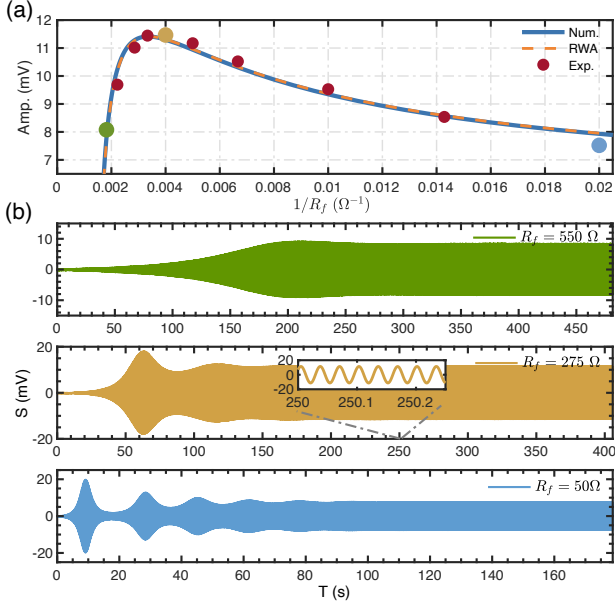 (a)
Amp. (mV)
12
11
10
9
8
7
Num.
RWA
Exp.
0 0.002 0.004 0.006 0.008 0.01 0.012 0.014 0.016 0.018 0.02
1/R_f (Ω⁻¹)
(b)
10
0
-10
R_f = 550 Ω
0 50 100 150 200 250 300 350 400 450
S (mV)
20
0
-20
R_f = 275 Ω
20
0
-20
250 250.1 250.2
0 50 100 150 200 250 300 350 400
20
0
-20
R_f = 50Ω
0 20 40 60 80 100 120 140 160
T (s)